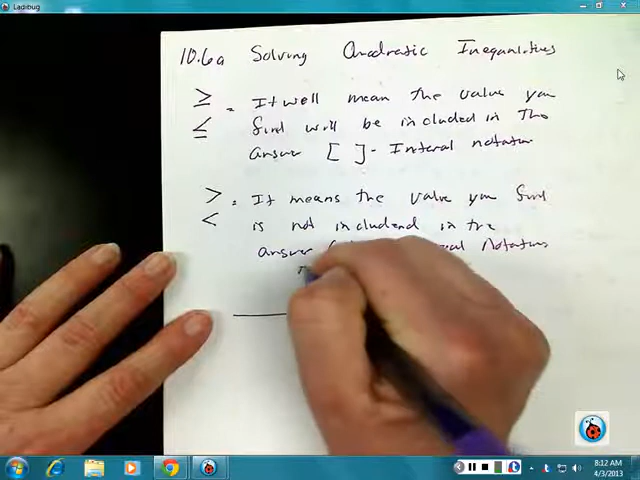 Ladibug
10.6a Solving Quadratic Inequalities
≥ = It well mean the value you
≤ find will be included in the
answer [ ] - Interal notation
> = It means the value you find
< is not includend in the
answer Notation
8:12 AM
4/3/2013